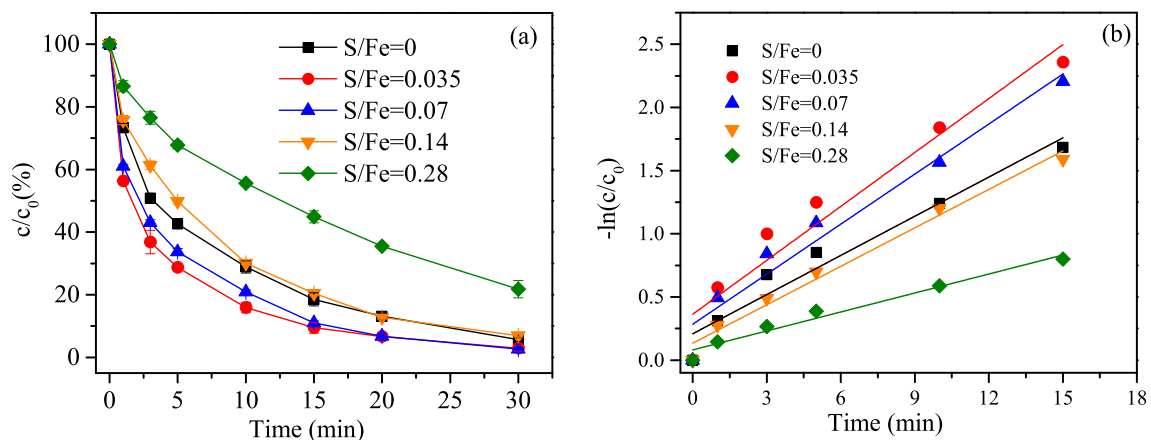 (a)
S/Fe=0
S/Fe=0.035
S/Fe=0.07
S/Fe=0.14
S/Fe=0.28
100
80
60
40
20
0
c/c0(%)
0 5 10 15 20 25 30
Time (min)
(b)
S/Fe=0
S/Fe=0.035
S/Fe=0.07
S/Fe=0.14
S/Fe=0.28
2.5
2.0
1.5
1.0
0.5
0.0
-ln(c/c0)
0 3 6 9 12 15 18
Time (min)